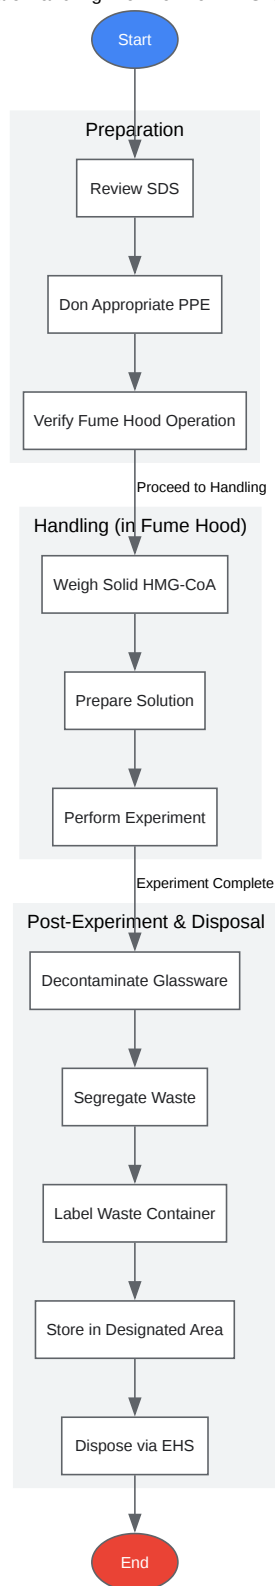 Start
Preparation
Review SDS
Don Appropriate PPE
Verify Fume Hood Operation
Proceed to Handling
Handling (in Fume Hood)
Weigh Solid HMG-CoA
Prepare Solution
Perform Experiment
Experiment Complete
Post-Experiment & Disposal
Decontaminate Glassware
Segregate Waste
Label Waste Container
Store in Designated Area
Dispose via EHS
End